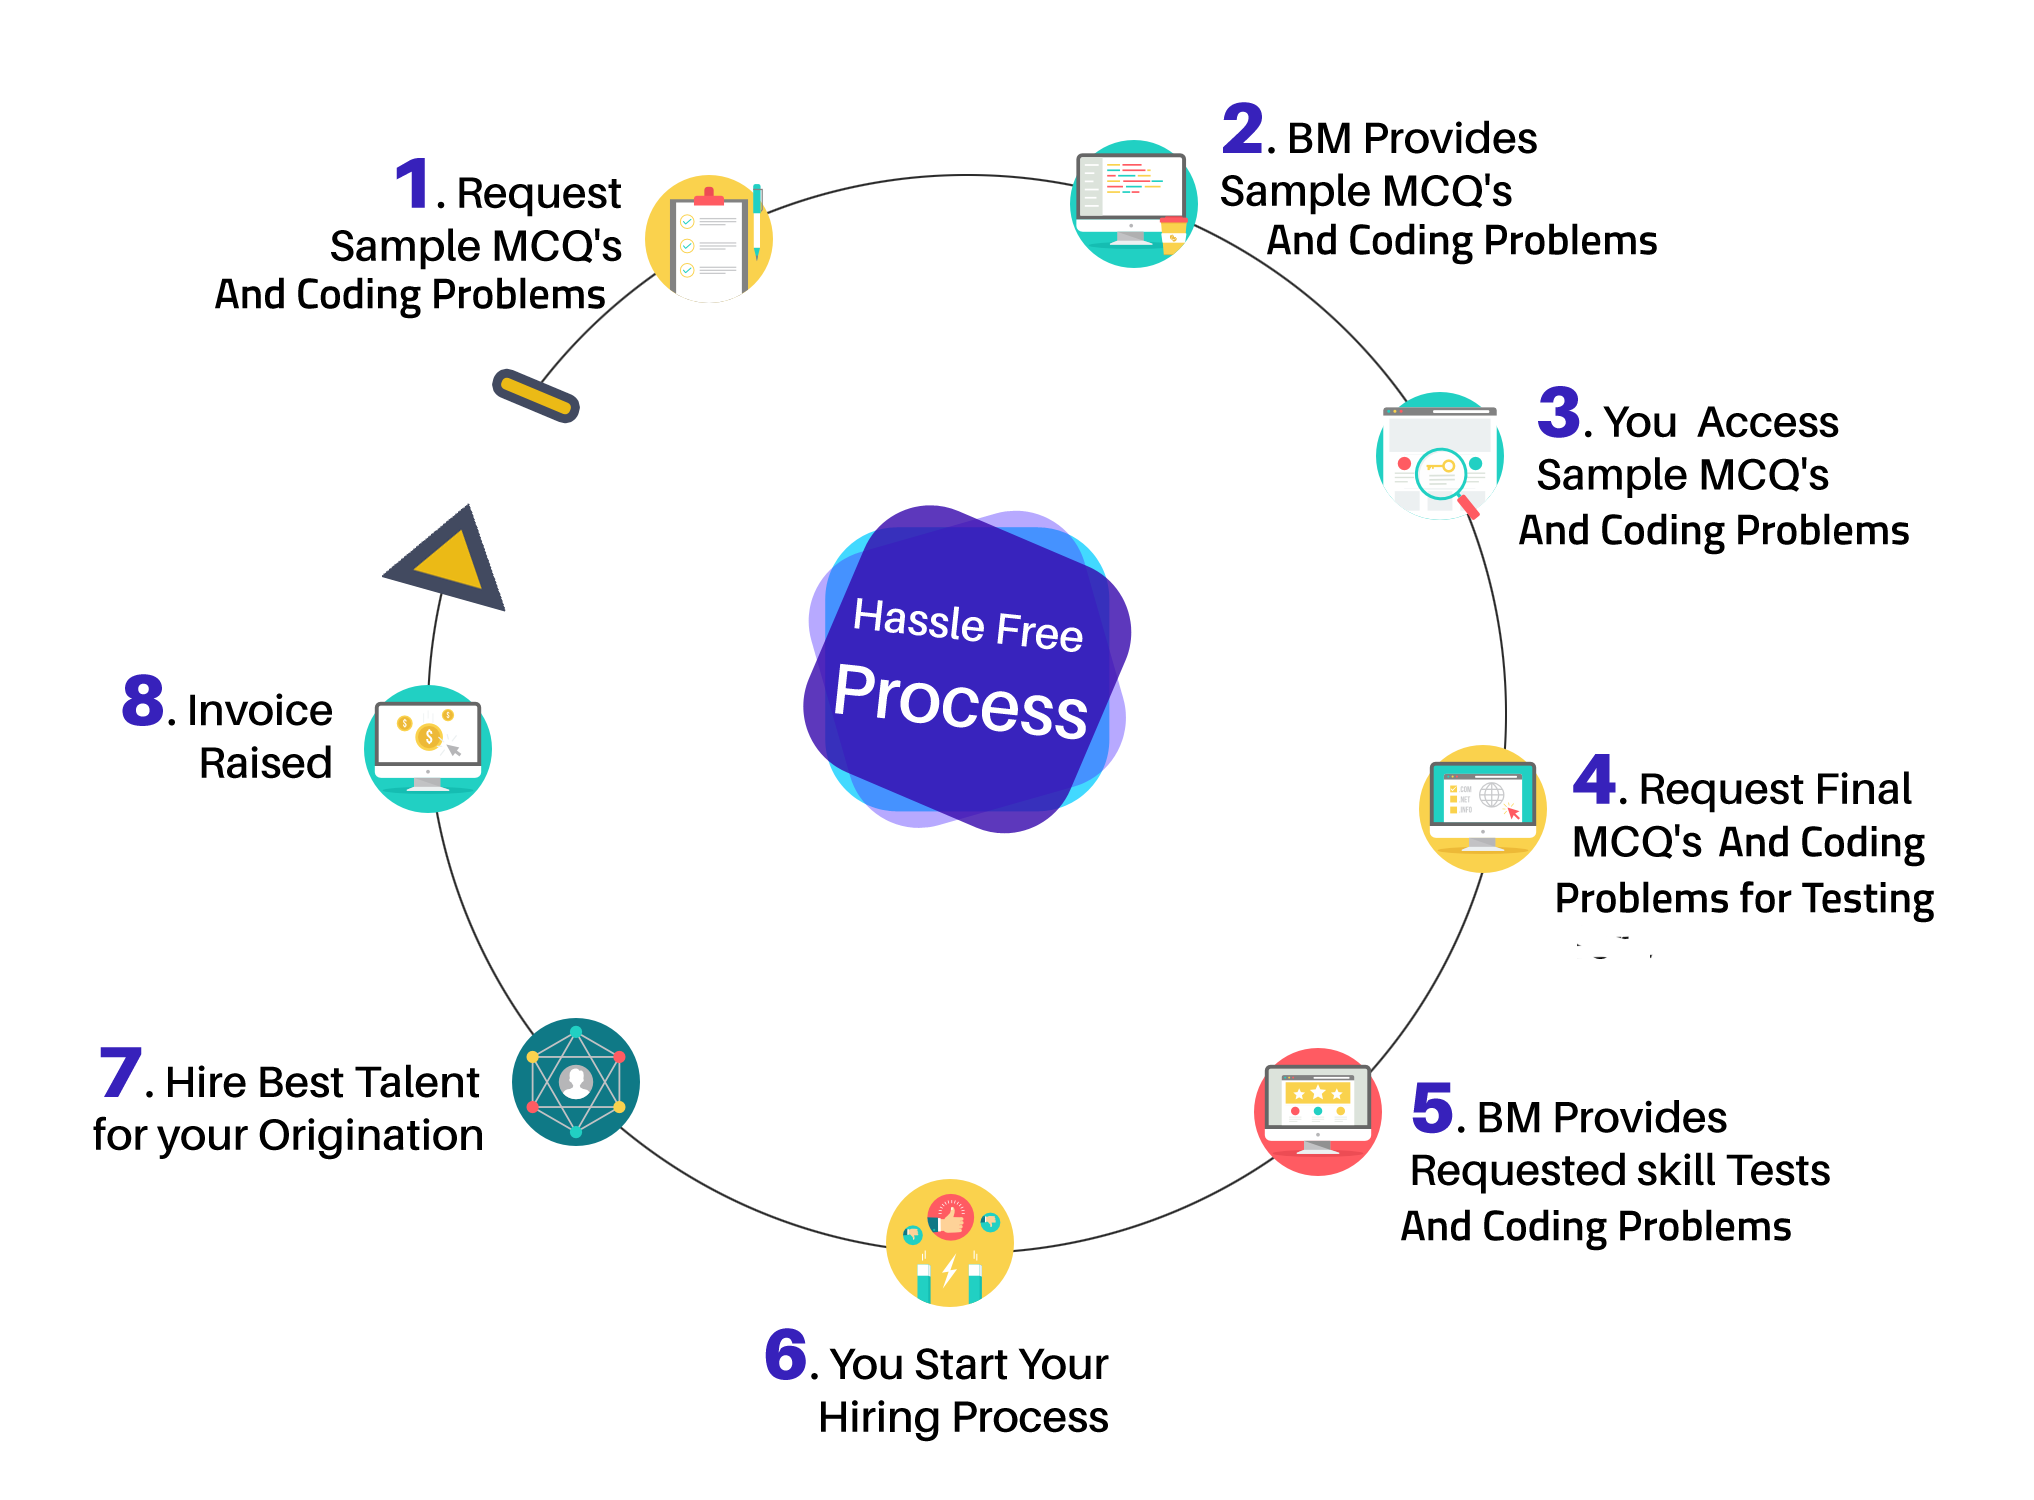 1. Request
Sample MCQ's
And Coding Problems
2. BM Provides
Sample MCQ's
And Coding Problems
3. You Access
Sample MCQ's
And Coding Problems
4. Request Final
MCQ's And Coding
Problems for Testing
5. BM Provides
Requested skill Tests
And Coding Problems
6. You Start Your
Hiring Process
7. Hire Best Talent
for your Origination
8. Invoice
Raised
Hassle Free
Process
.COM
.NET
.INFO